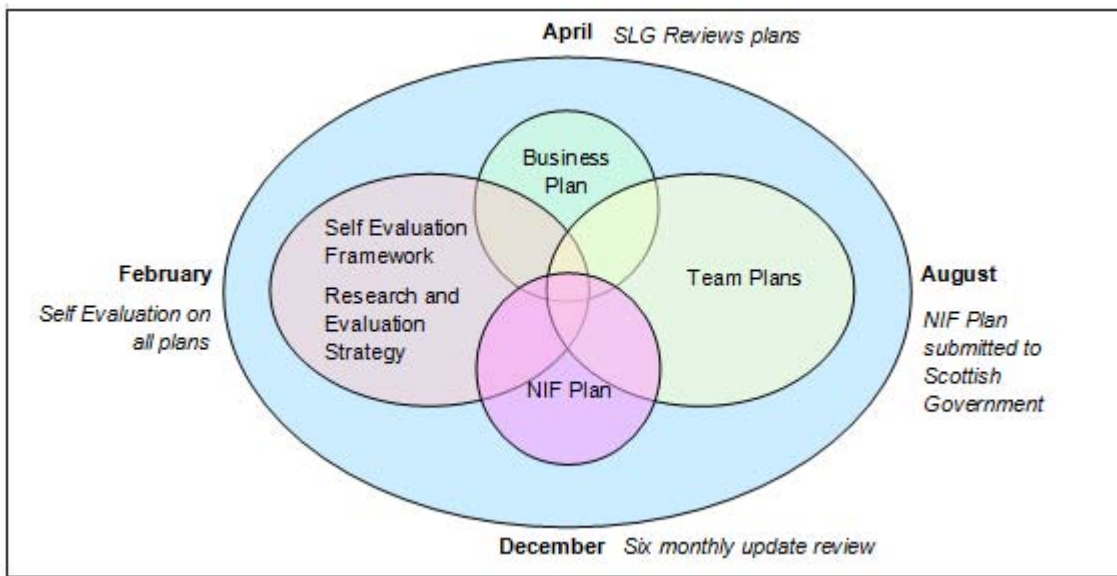 April SLG Reviews plans
Business
Plan
Self Evaluation
Framework
Research and
Evaluation
Strategy
Team Plans
NIF Plan
February
Self Evaluation on
all plans
August
NIF Plan
submitted to
Scottish
Government
December Six monthly update review